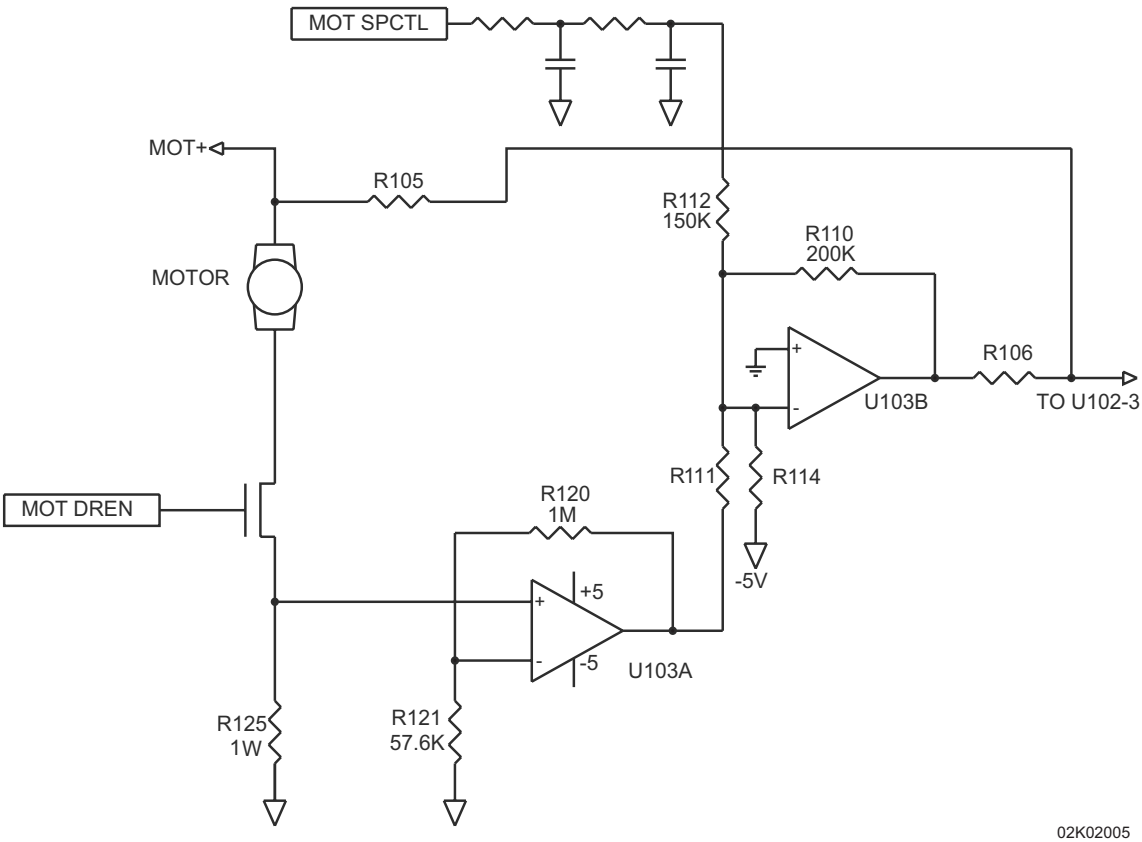 MOT SPCTL
MOT+
R105
R112
150K
R110
200K
MOTOR
+
-
U103B
R106
TO U102-3
R111
R114
-5V
MOT DREN
R120
1M
+
-
+5
-5
U103A
R125
1W
R121
57.6K
02K02005